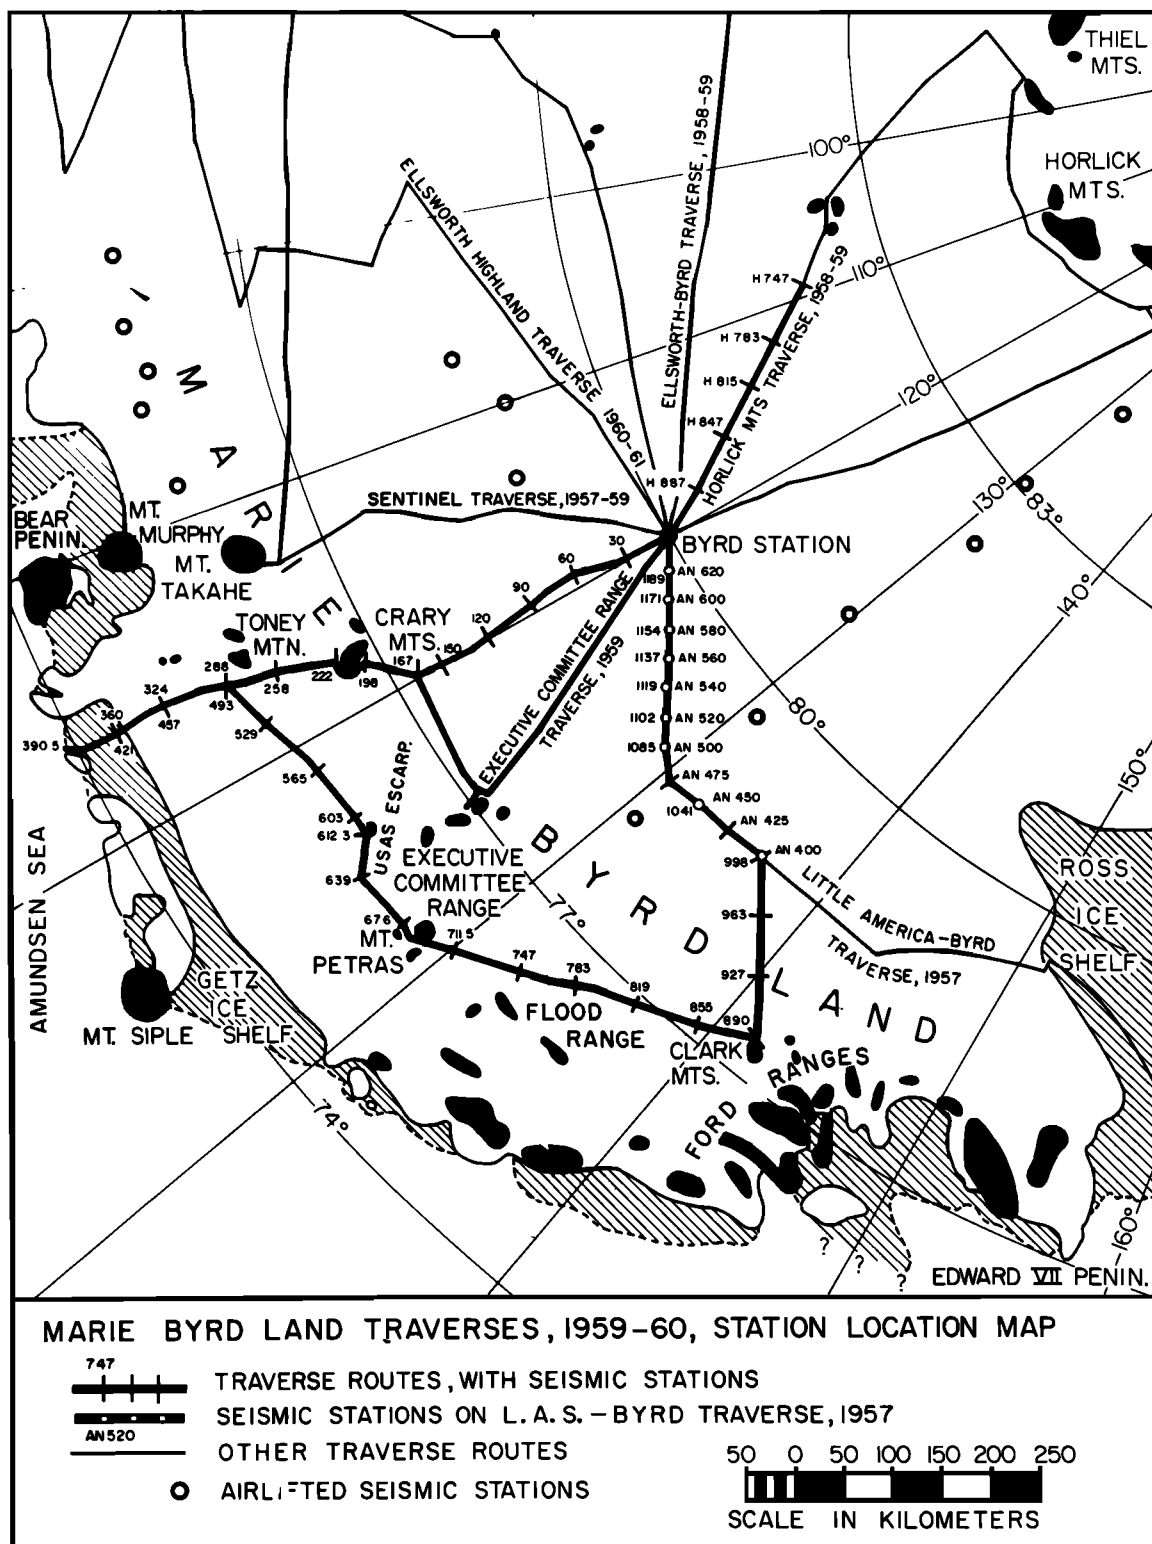 THIEL
MTS.
HORLICK
MTS.
100°
110°
120°
130°
83°
140°
80°
150°
160°
77°
74°
ELLSWORTH HIGHLAND TRAVERSE 1960-61
ELLSWORTH-BYRD TRAVERSE, 1958-59
HORLICK MTS TRAVERSE, 1958-59
H 747
H 783
H 815
H 847
H 887
SENTINEL TRAVERSE, 1957-59
BYRD STATION
MARIE
BYRD
LAND
BEAR
PENIN.
MT.
MURPHY
MT.
TAKAHE
TONEY
MTN.
CRARY
MTS.
30
60
90
120
150
167
198
222
258
288
493
324
457
360
421
390 5
529
565
603
612 3
639
676
711 5
747
783
819
855
890
927
963
998
EXECUTIVE COMMITTEE RANGE
TRAVERSE, 1959
USAS ESCARP.
EXECUTIVE
COMMITTEE
RANGE
MT.
PETRAS
FLOOD
RANGE
CLARK
MTS.
FORD RANGES
1189 AN 620
1171 AN 600
1154 AN 580
1137 AN 560
1119 AN 540
1102 AN 520
1085 AN 500
AN 475
1041 AN 450
AN 425
AN 400
LITTLE AMERICA-BYRD
TRAVERSE, 1957
ROSS
ICE
SHELF
AMUNDSEN SEA
GETZ
ICE
SHELF
MT. SIPLE
? ? ?
EDWARD VII PENIN.
MARIE BYRD LAND TRAVERSES, 1959-60, STATION LOCATION MAP
747
TRAVERSE ROUTES, WITH SEISMIC STATIONS
SEISMIC STATIONS ON L.A.S.-BYRD TRAVERSE, 1957
AN520
OTHER TRAVERSE ROUTES
AIRLIFTED SEISMIC STATIONS
50 0 50 100 150 200 250
SCALE IN KILOMETERS